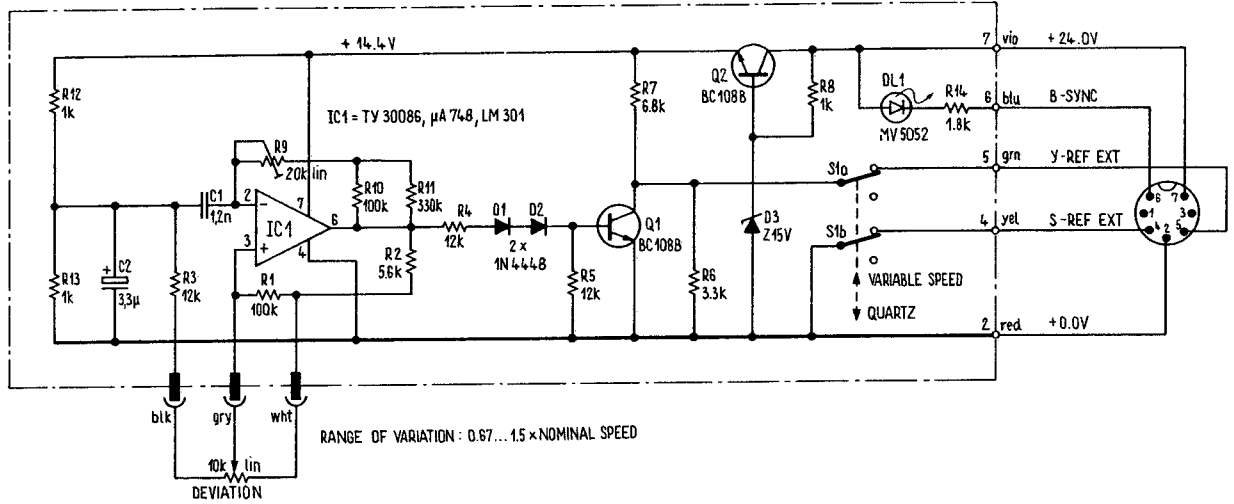 + 14.4V
7 vio +24.0V
R12
1k
Q2
BC108B
R7
6.8k
R8
1k
DL1
MV5052
R14
1.8k
6 blu B-SYNC
IC1 = TY 30086, µA 748, LM 301
R9
20k lin
5 grn Y-REF EXT
S1a
C1
1,2n
2
7
IC1
6
3
4
R10
100k
R11
330k
R4
12k
D1
D2
2 x
1N4448
Q1
BC108B
D3
Z15V
S1b
4 yel S-REF EXT
6
7
1
3
4
2
5
R13
1k
C2
3,3µ
R3
12k
R1
100k
R2
5.6k
R5
12k
R6
3.3k
VARIABLE SPEED
QUARTZ
2 red +0.0V
blk
gry
wht
RANGE OF VARIATION : 0.67...1.5 x NOMINAL SPEED
10k lin
DEVIATION